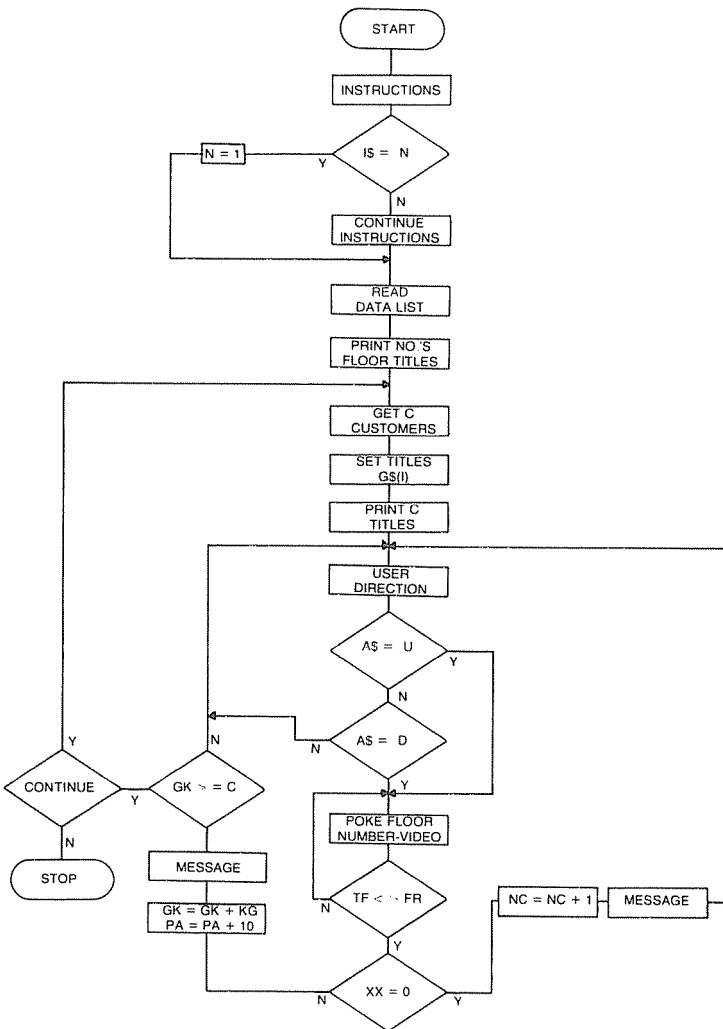 START
INSTRUCTIONS
I$ = N
Y
N = 1
N
CONTINUE
INSTRUCTIONS
READ
DATA LIST
PRINT NO.'S
FLOOR TITLES
GET C
CUSTOMERS
SET TITLES
G$(I)
PRINT C
TITLES
USER
DIRECTION
A$ = U
Y
N
A$ = D
N
Y
POKE FLOOR
NUMBER-VIDEO
TF < > FR
N
Y
XX = 0
N
Y
NC = NC + 1
MESSAGE
GK = GK + KG
PA = PA + 10
MESSAGE
GK > = C
N
Y
CONTINUE
Y
N
STOP